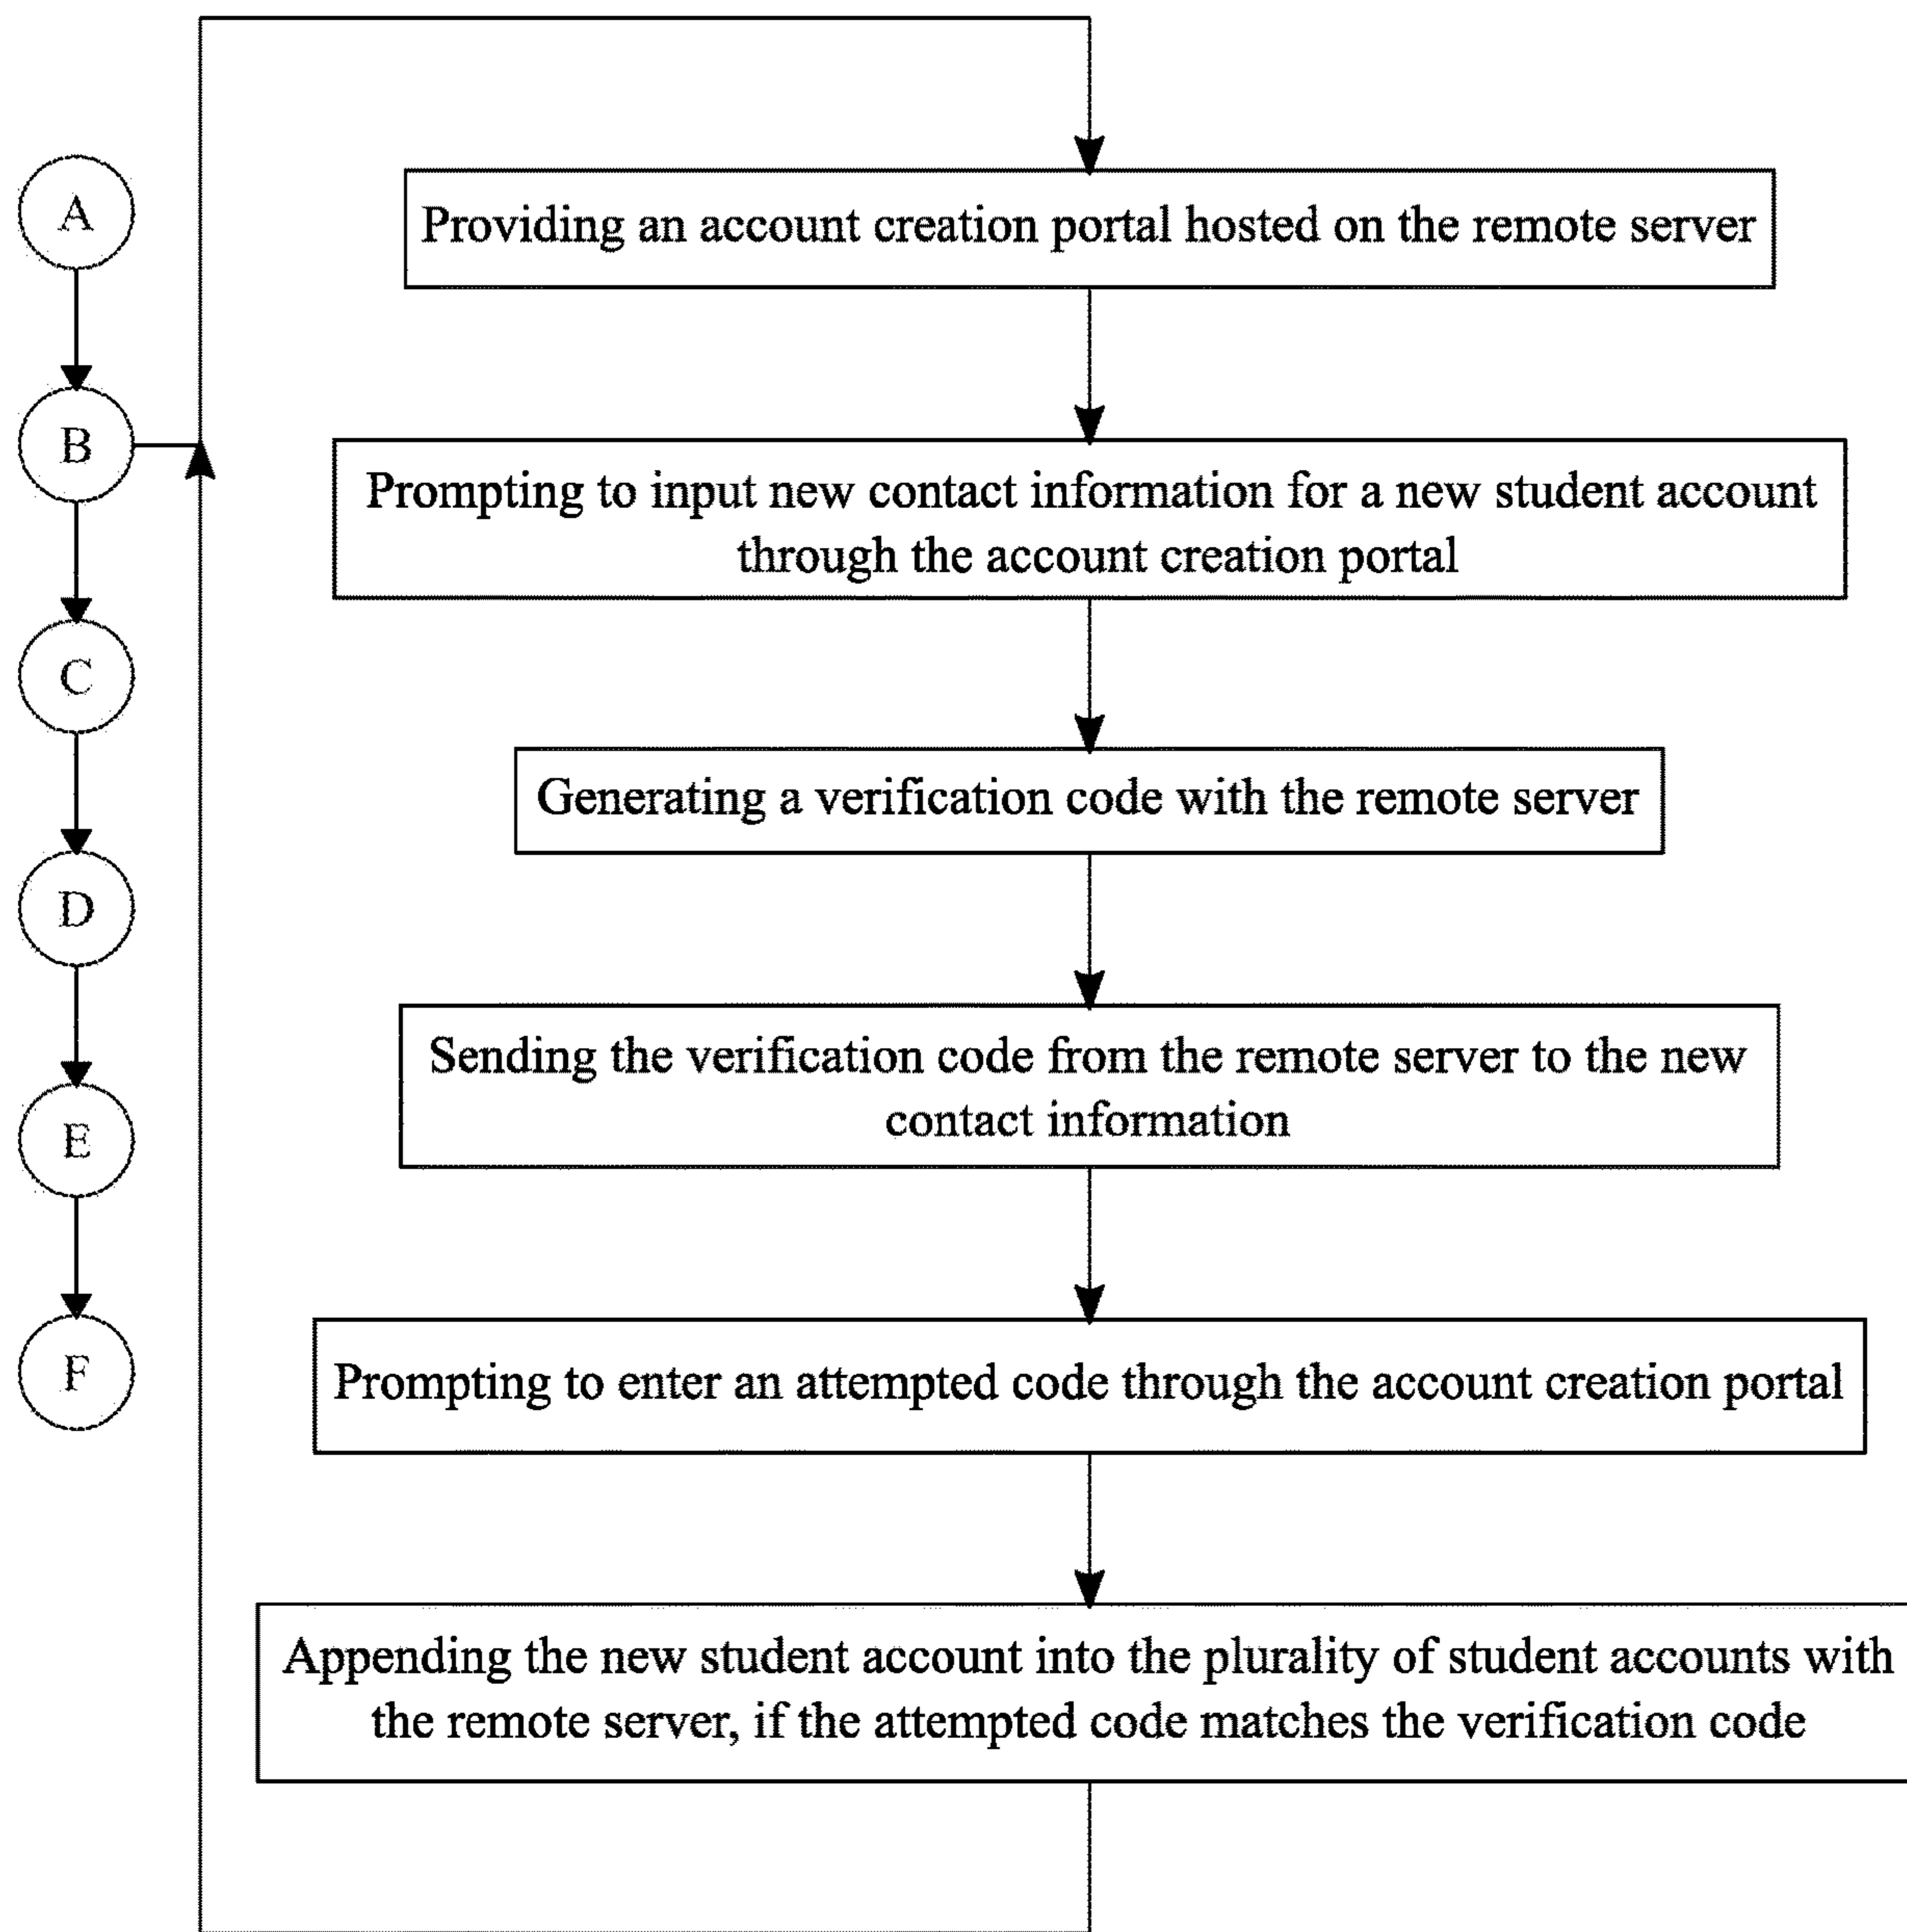 A
B
C
D
E
F
Providing an account creation portal hosted on the remote server
Prompting to input new contact information for a new student account
through the account creation portal
Generating a verification code with the remote server
Sending the verification code from the remote server to the new
contact information
Prompting to enter an attempted code through the account creation portal
Appending the new student account into the plurality of student accounts with
the remote server, if the attempted code matches the verification code